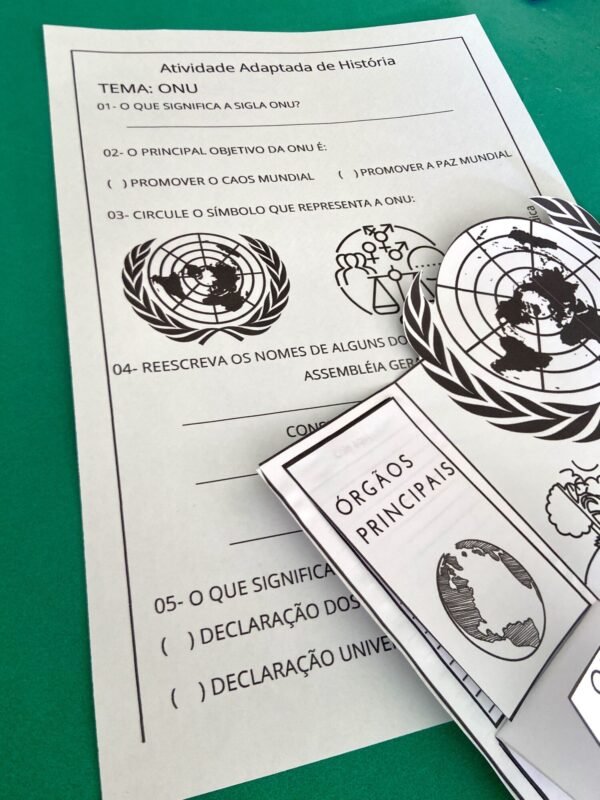 Atividade Adaptada de História
TEMA: ONU
01- O QUE SIGNIFICA A SIGLA ONU?
02- O PRINCIPAL OBJETIVO DA ONU É:
( ) PROMOVER O CAOS MUNDIAL ( ) PROMOVER A PAZ MUNDIAL
03- CIRCULE O SÍMBOLO QUE REPRESENTA A ONU:
04- REESCREVA OS NOMES DE ALGUNS DO
ASSEMBLÉIA GERA
CONS
05- O QUE SIGNIFICA
( ) DECLARAÇÃO DOS
( ) DECLARAÇÃO UNIVE
ÓRGÃOS
PRINCIPAIS